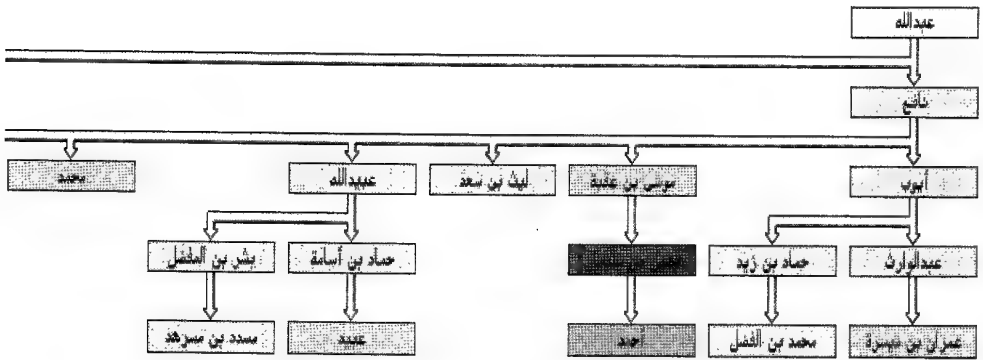 عبدالله
نافع
أيوب
موسى بن عقبة
ليث بن سعد
عبيدالله
محمد
عبدالوارث
حماد بن زيد
حماد بن أسامة
بشر بن المفضل
عمران بن ميسرة
محمد بن الفضل
أحمد
عبيد
مسدد بن مسرهد